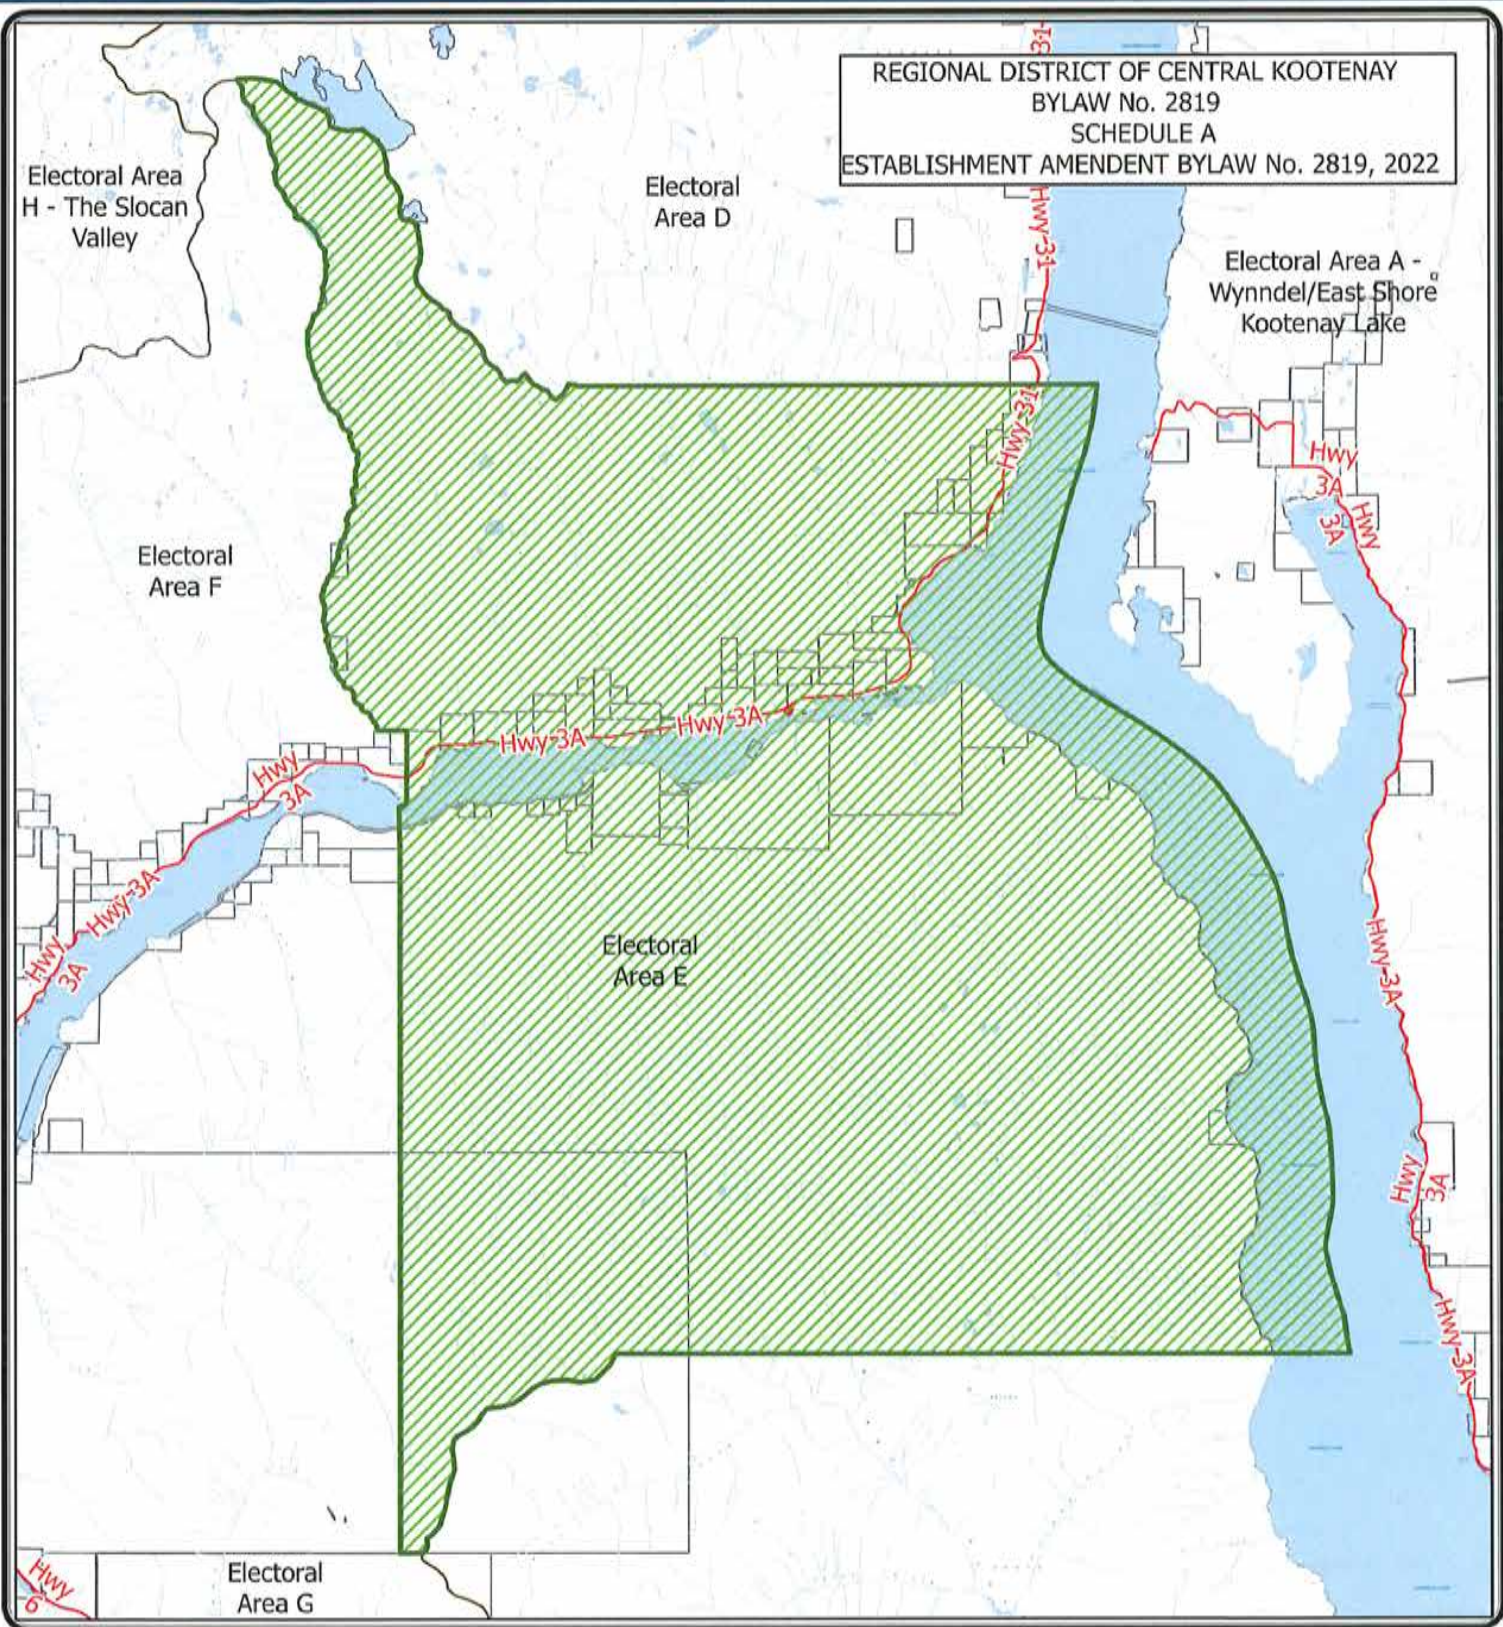 REGIONAL DISTRICT OF CENTRAL KOOTENAY
BYLAW No. 2819
SCHEDULE A
ESTABLISHMENT AMENDENT BYLAW No. 2819, 2022
31
Electoral Area
H - The Slocan
Valley
Electoral
Area D
Hwy-31
Electoral Area A -
Wynndel/East Shore
Kootenay Lake
Hwy-31
Hwy
3A
3A
Hwy
Electoral
Area F
Hwy-3A
Hwy-3A
Hwy
3A
Hwy-3A
Hwy
3A
Electoral
Area E
Hwy-3A
Hwy
3A
Hwy-3A
Hwy
6
Electoral
Area G